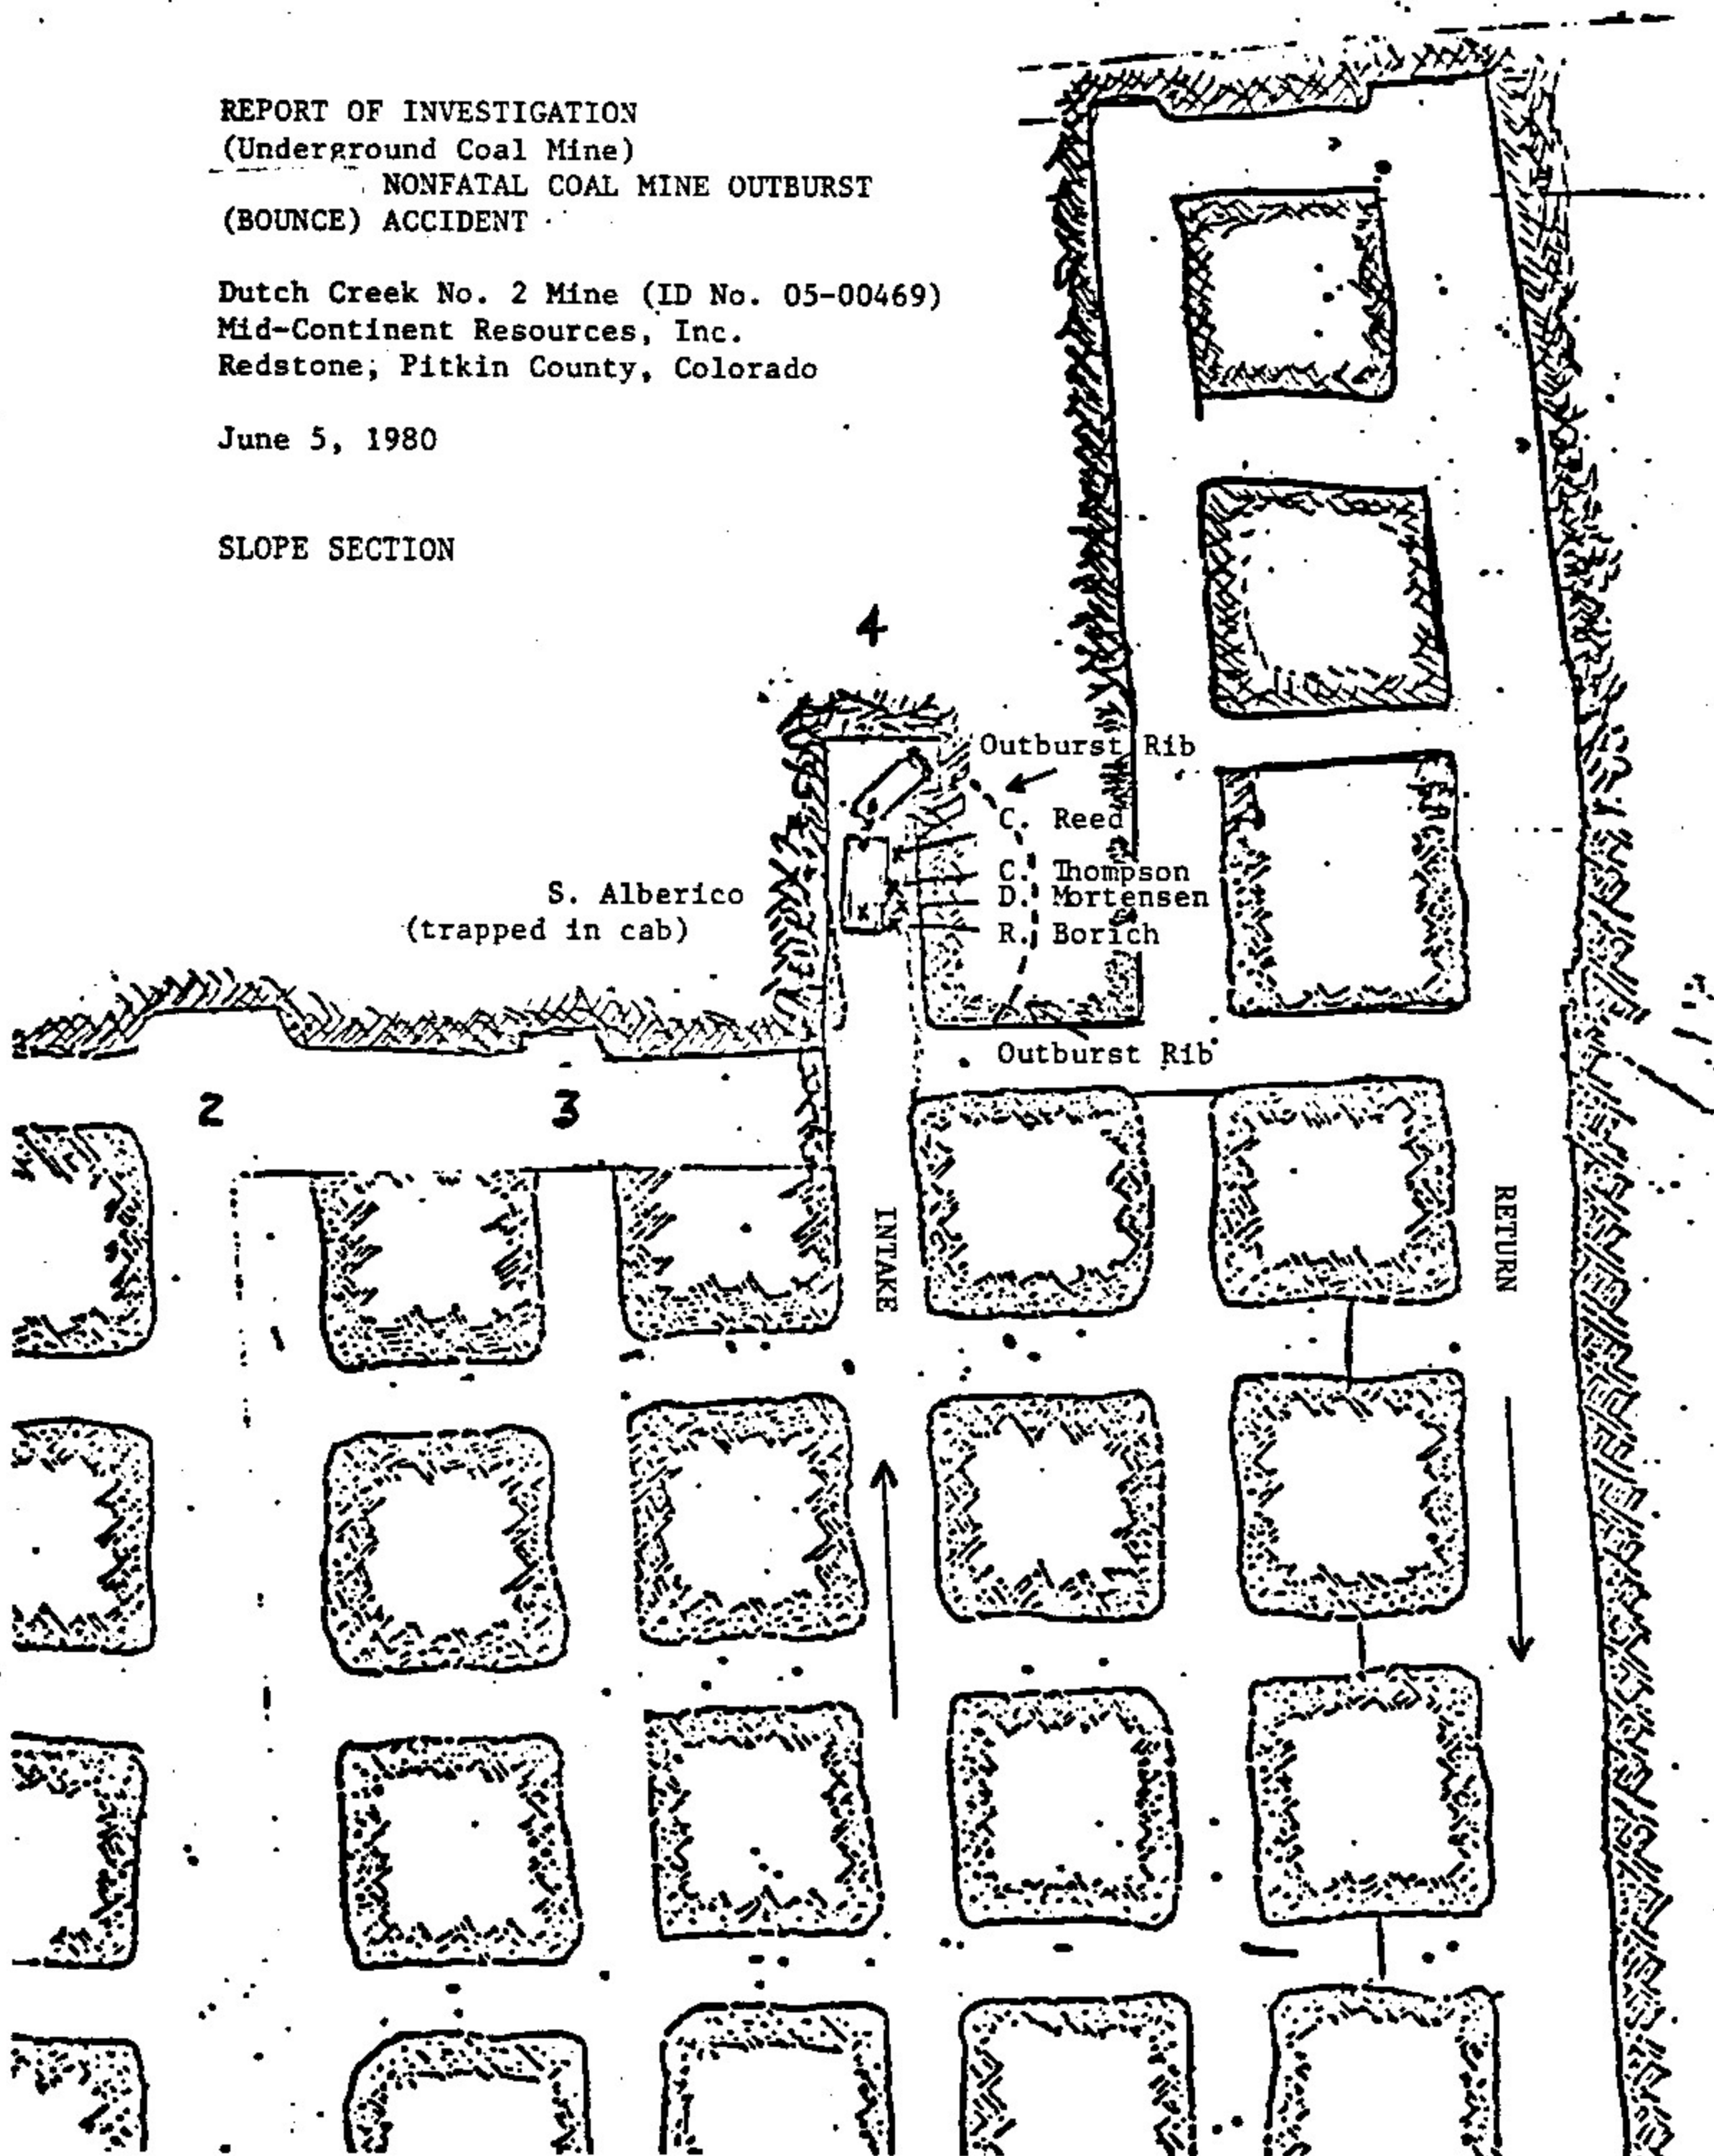 REPORT OF INVESTIGATION
(Underground Coal Mine)
NONFATAL COAL MINE OUTBURST
(BOUNCE) ACCIDENT
Dutch Creek No. 2 Mine (ID No. 05-00469)
Mid-Continent Resources, Inc.
Redstone, Pitkin County, Colorado
June 5, 1980
SLOPE SECTION
4
Outburst Rib
C. Reed
C. Thompson
S. Alberico
D. Mortensen
(trapped in cab)
R. Borich
Outburst Rib
2
3
INTAKE
RETURN